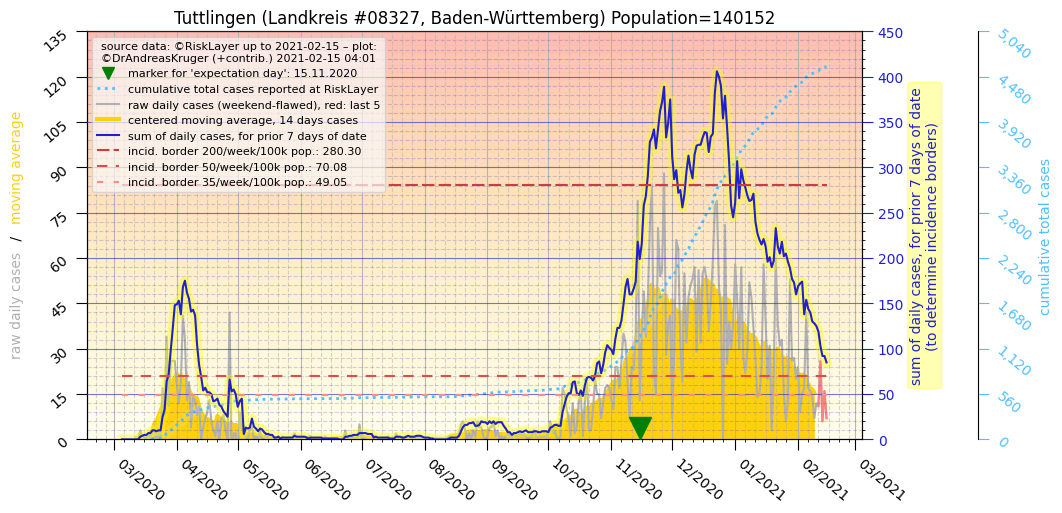 Tuttlingen (Landkreis #08327, Baden-Württemberg) Population=140152
source data: ©RiskLayer up to 2021-02-15 – plot:
©DrAndreasKruger (+contrib.) 2021-02-15 04:01
marker for 'expectation day': 15.11.2020
cumulative total cases reported at RiskLayer
raw daily cases (weekend-flawed), red: last 5
centered moving average, 14 days cases
sum of daily cases, for prior 7 days of date
incid. border 200/week/100k pop.: 280.30
incid. border 50/week/100k pop.: 70.08
incid. border 35/week/100k pop.: 49.05
raw daily cases / moving average
135
120
105
90
75
60
45
30
15
0
450
400
350
300
250
200
150
100
50
0
sum of daily cases, for prior 7 days of date
(to determine incidence borders)
5,040
4,480
3,920
3,360
2,800
2,240
1,680
1,120
560
0
cumulative total cases
03/2020
04/2020
05/2020
06/2020
07/2020
08/2020
09/2020
10/2020
11/2020
12/2020
01/2021
02/2021
03/2021